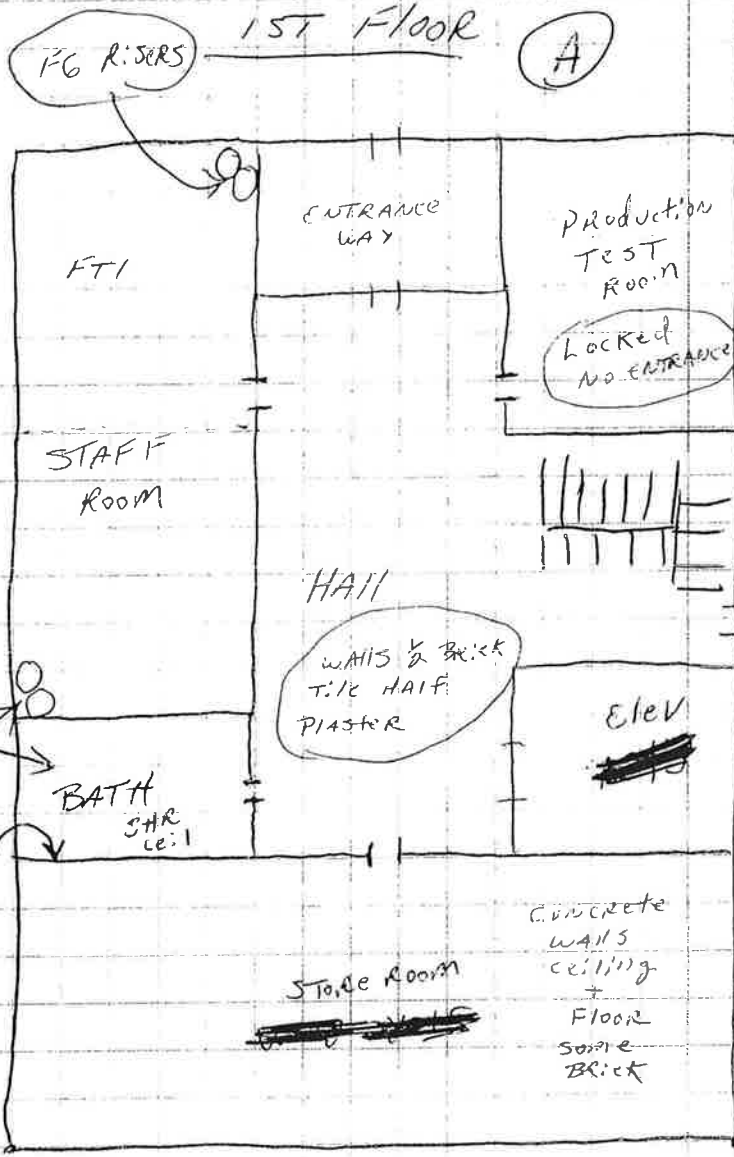 1ST FLOOR
A
FG RISERS
ENTRANCE
WAY
PRODUCTION
TEST
ROOM
LOCKED
NO ENTRANCE
FT1
STAFF
ROOM
HALL
WALLS ½ BRICK
TILE HALF
PLASTER
ELEV
BATH
SHR
CEIL
STORE ROOM
CONCRETE
WALLS
CEILING
+
FLOOR
SOME
BRICK